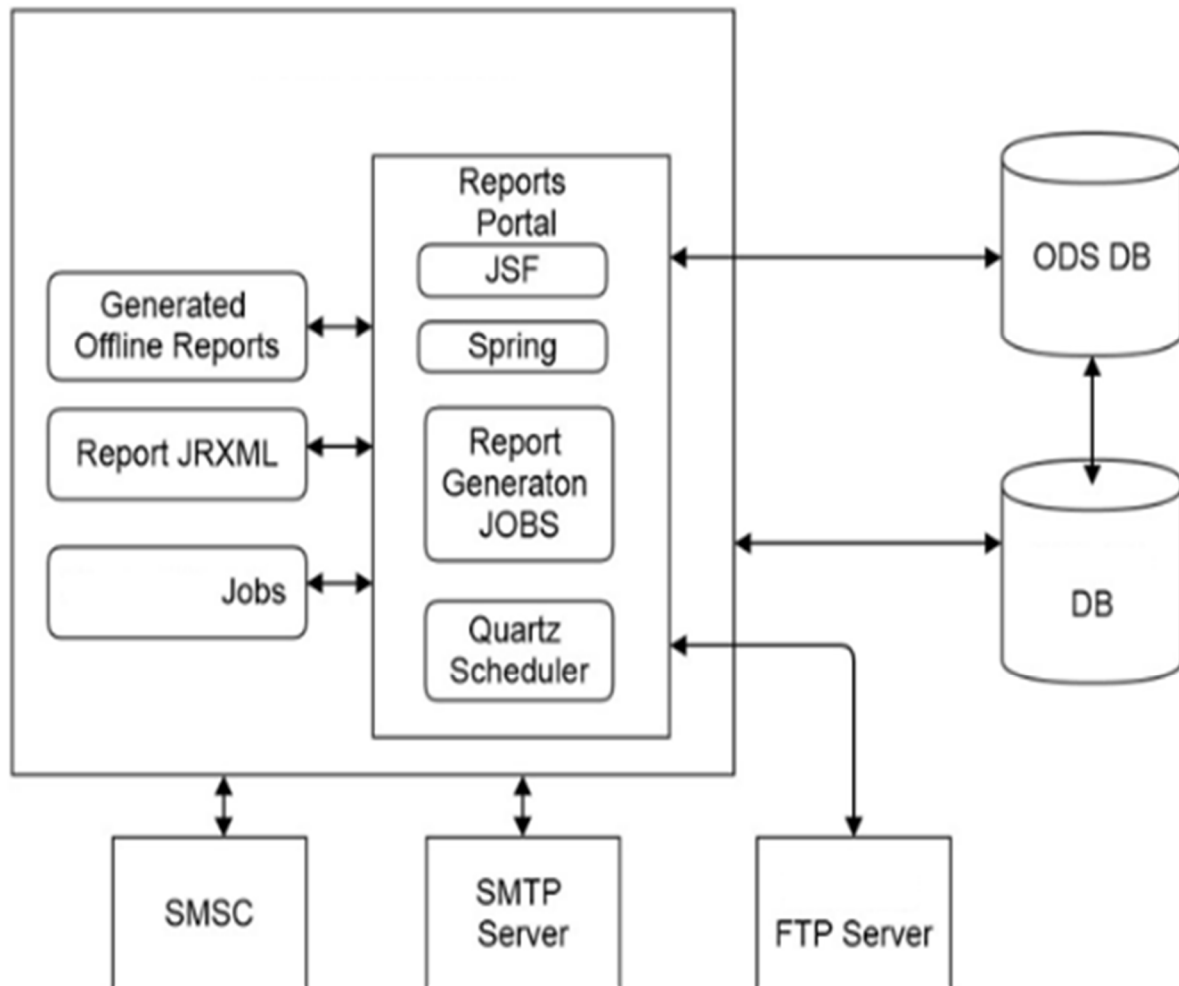 Reports
Portal
JSF
Spring
Report
Generaton
JOBS
Quartz
Scheduler
Generated
Offline Reports
Report JRXML
Jobs
ODS DB
DB
SMSC
SMTP
Server
FTP Server